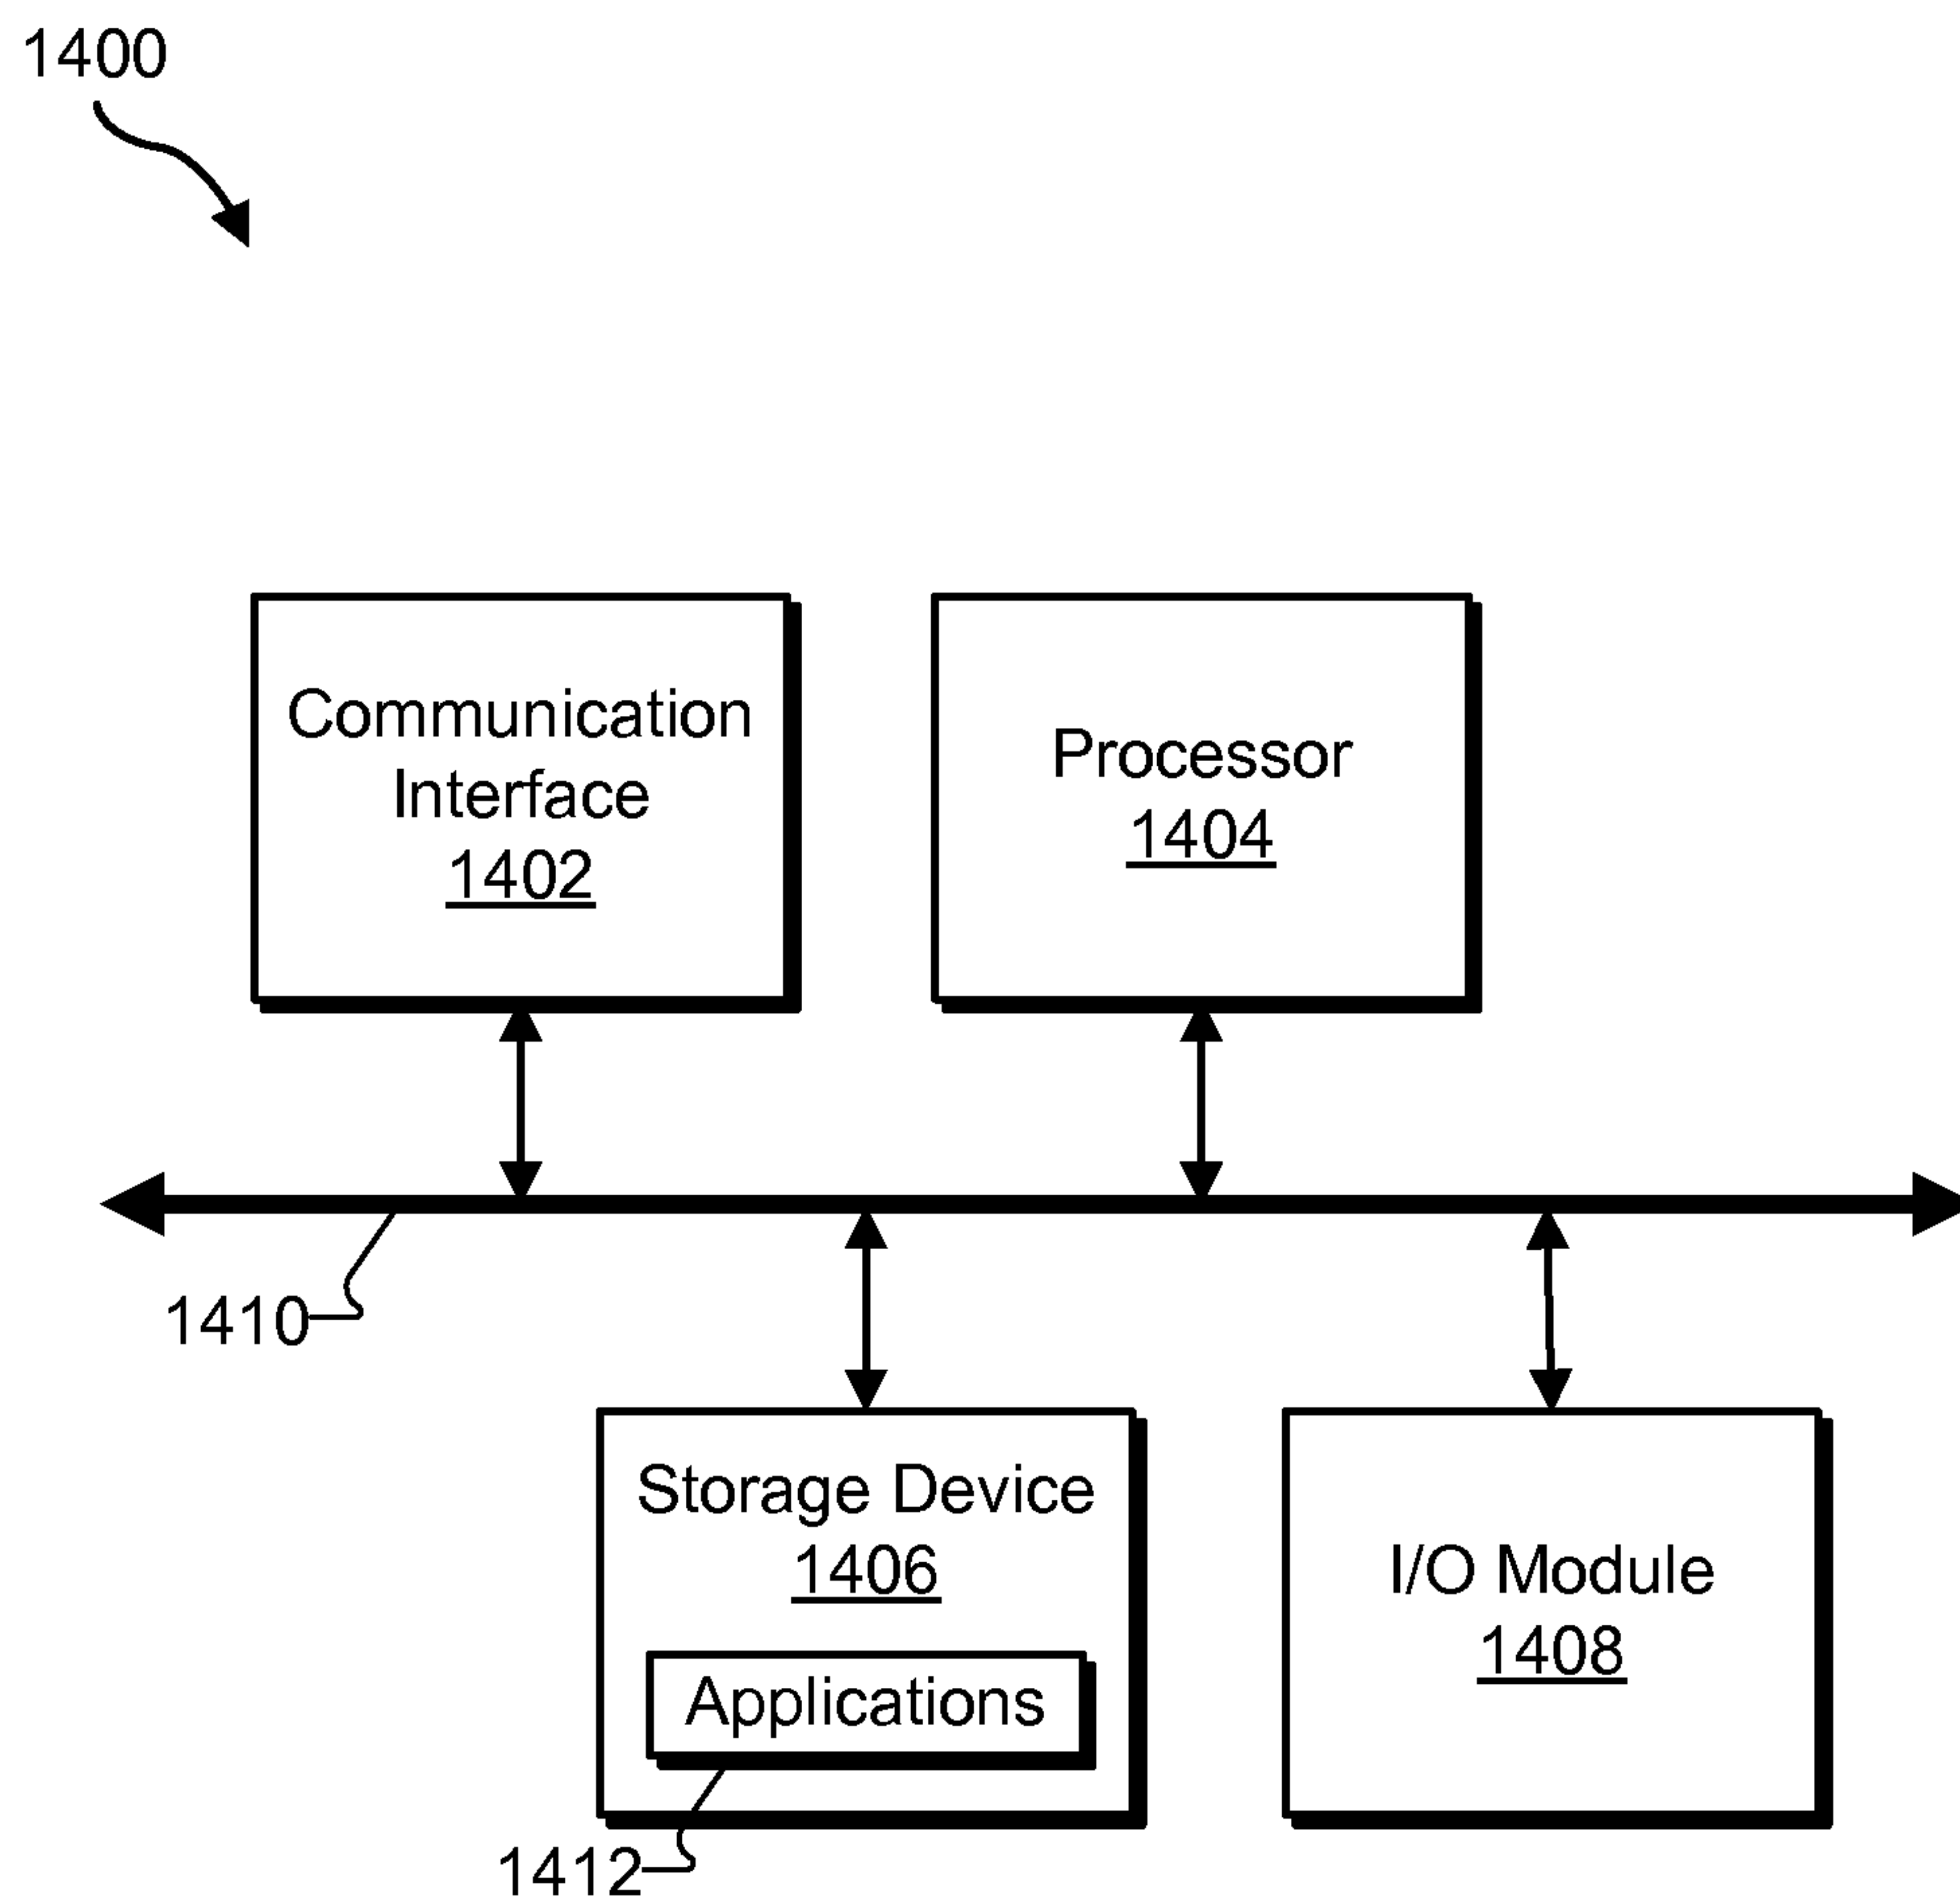 1400
Communication
Interface
1402
Processor
1404
1410
Storage Device
1406
Applications
1412
I/O Module
1408